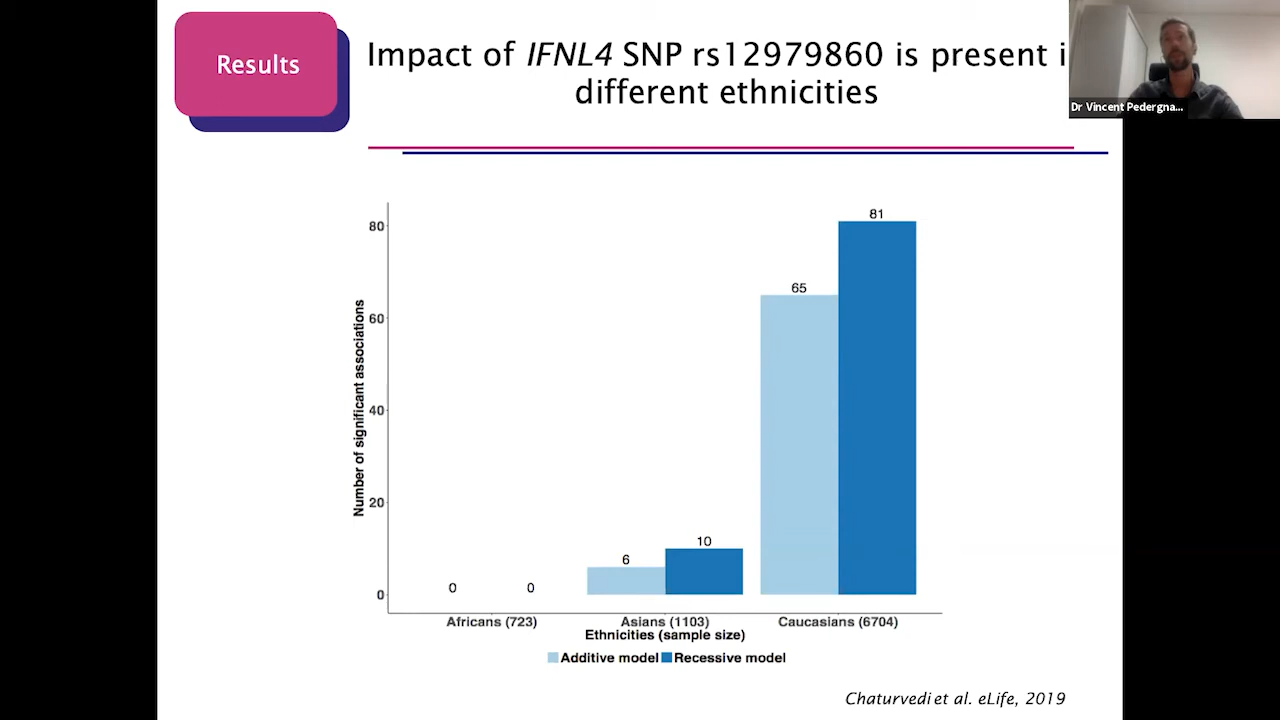 Results
Impact of IFNL4 SNP rs12979860 is present i
different ethnicities
Dr Vincent Pedergna...
Number of significant associations
80
60
40
20
0
0
0
6
10
65
81
Africans (723)
Asians (1103)
Caucasians (6704)
Ethnicities (sample size)
Additive model
Recessive model
Chaturvedi et al. eLife, 2019